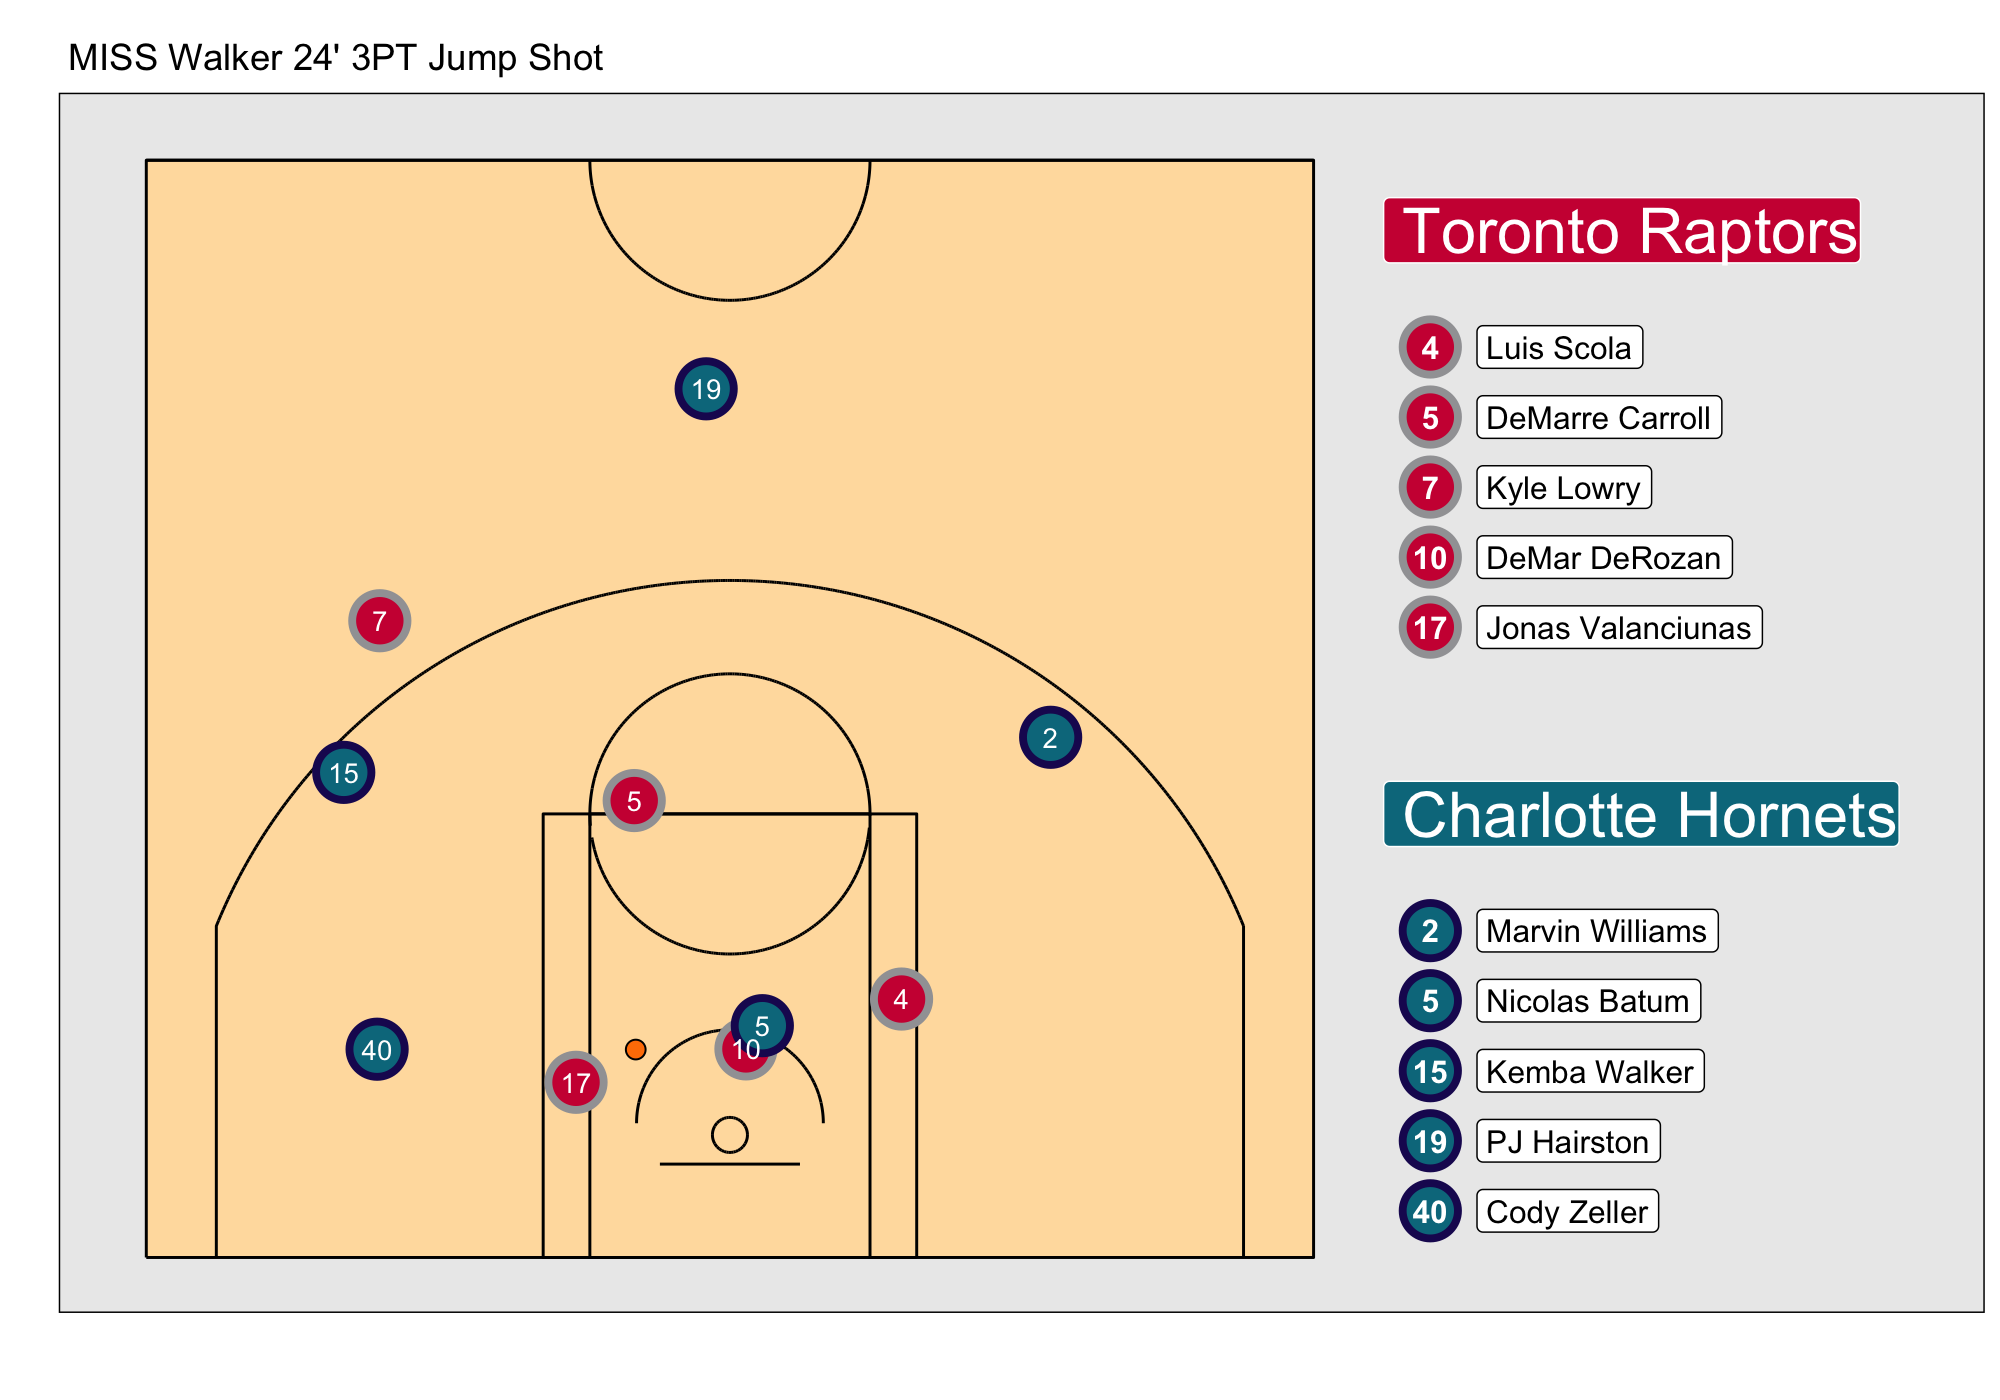 MISS Walker 24' 3PT Jump Shot
Toronto Raptors
4 Luis Scola
5 DeMarre Carroll
7 Kyle Lowry
10 DeMar DeRozan
17 Jonas Valanciunas
Charlotte Hornets
2 Marvin Williams
5 Nicolas Batum
15 Kemba Walker
19 PJ Hairston
40 Cody Zeller
19
7
2
15
5
4
5
40
10
17